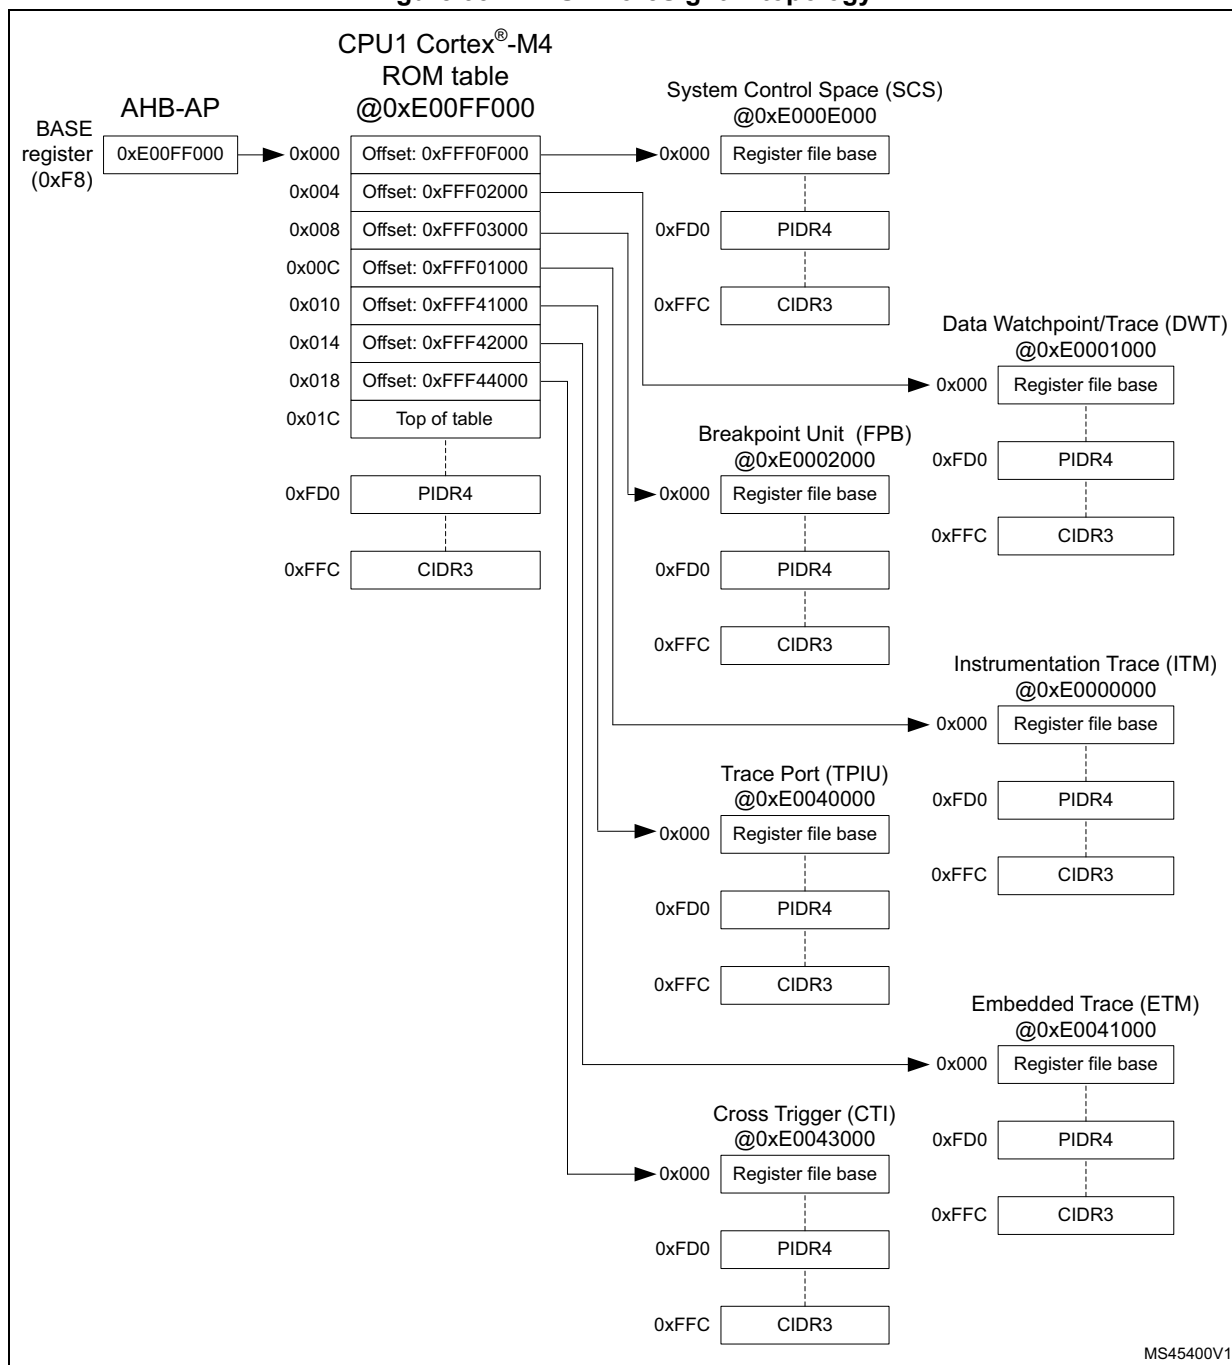 CPU1 Cortex®-M4
ROM table
@0xE00FF000
AHB-AP
BASE
register
(0xF8)
0xE00FF000
0x000 Offset: 0xFFF0F000
0x004 Offset: 0xFFF02000
0x008 Offset: 0xFFF03000
0x00C Offset: 0xFFF01000
0x010 Offset: 0xFFF41000
0x014 Offset: 0xFFF42000
0x018 Offset: 0xFFF44000
0x01C Top of table
0xFD0 PIDR4
0xFFC CIDR3
System Control Space (SCS)
@0xE000E000
0x000 Register file base
0xFD0 PIDR4
0xFFC CIDR3
Data Watchpoint/Trace (DWT)
@0xE0001000
0x000 Register file base
0xFD0 PIDR4
0xFFC CIDR3
Breakpoint Unit (FPB)
@0xE0002000
0x000 Register file base
0xFD0 PIDR4
0xFFC CIDR3
Instrumentation Trace (ITM)
@0xE0000000
0x000 Register file base
0xFD0 PIDR4
0xFFC CIDR3
Trace Port (TPIU)
@0xE0040000
0x000 Register file base
0xFD0 PIDR4
0xFFC CIDR3
Embedded Trace (ETM)
@0xE0041000
0x000 Register file base
0xFD0 PIDR4
0xFFC CIDR3
Cross Trigger (CTI)
@0xE0043000
0x000 Register file base
0xFD0 PIDR4
0xFFC CIDR3
MS45400V1